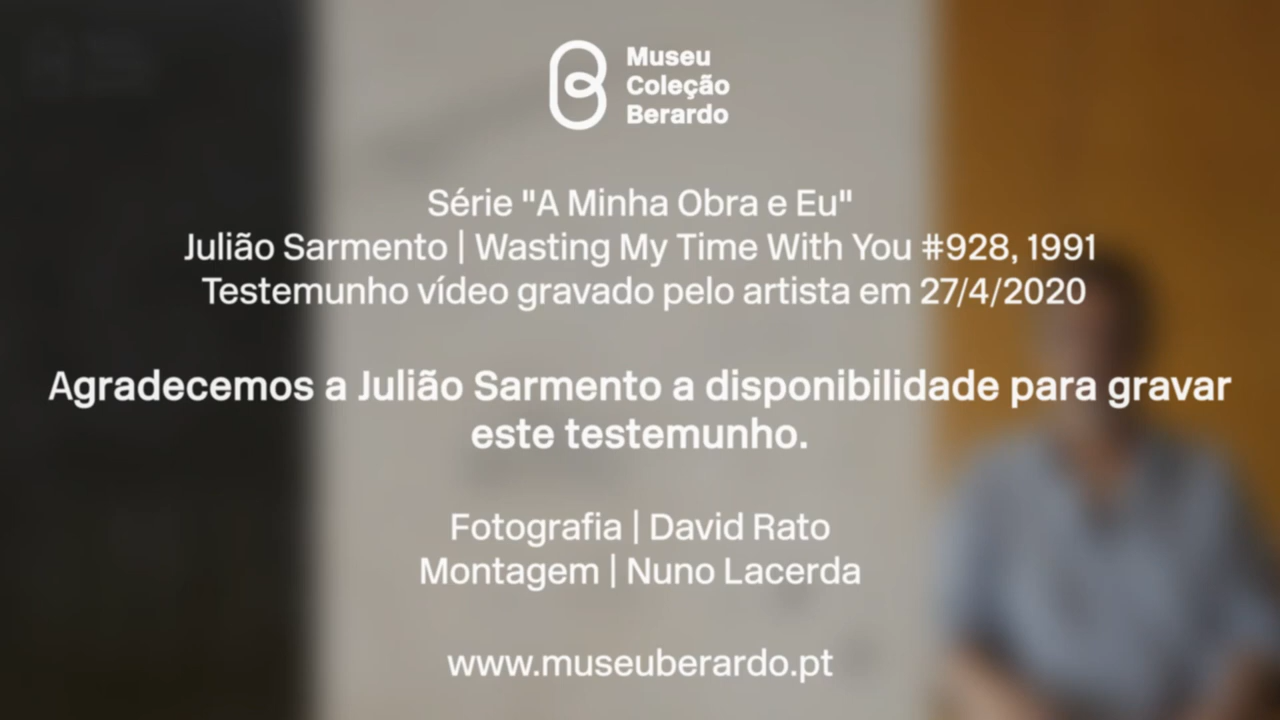 Museu
Coleção
Berardo
Série "A Minha Obra e Eu"
Julião Sarmento | Wasting My Time With You #928, 1991
Testemunho vídeo gravado pelo artista em 27/4/2020
Agradecemos a Julião Sarmento a disponibilidade para gravar
este testemunho.
Fotografia | David Rato
Montagem | Nuno Lacerda
www.museuberardo.pt